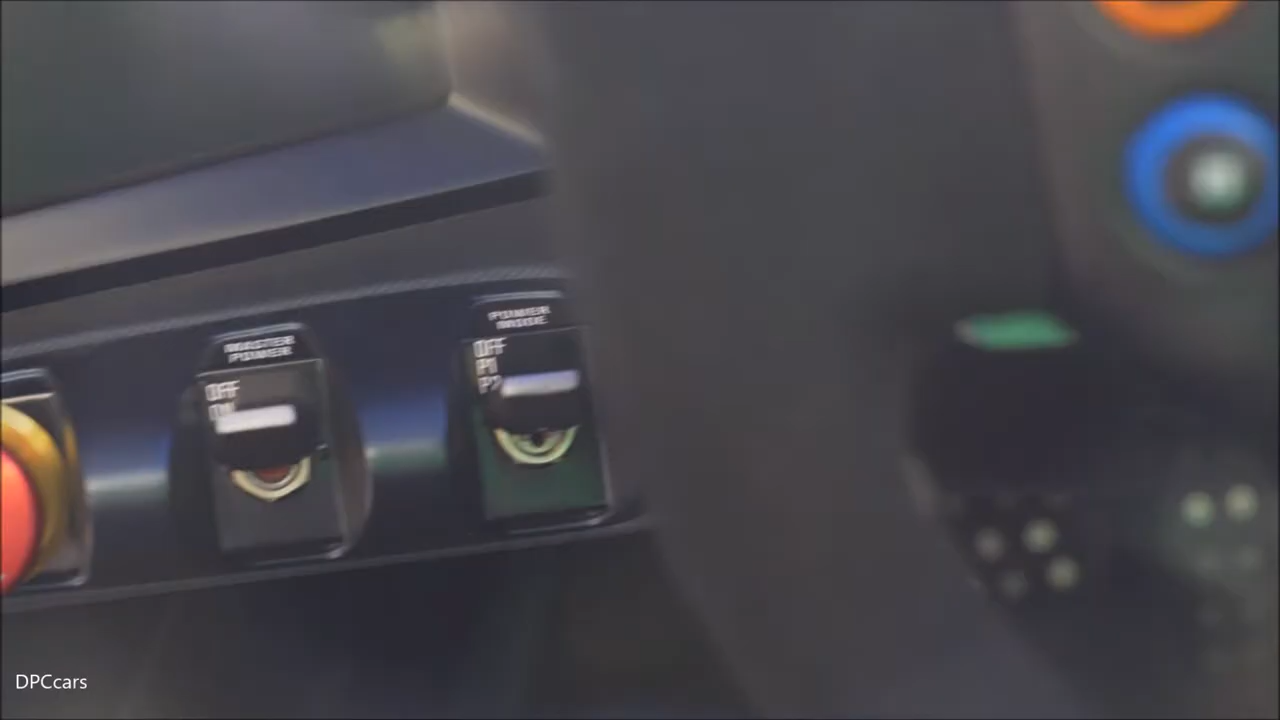 MASTER
POWER
OFF
ON
POWER
MODE
OFF
P1
P2
DPCcars